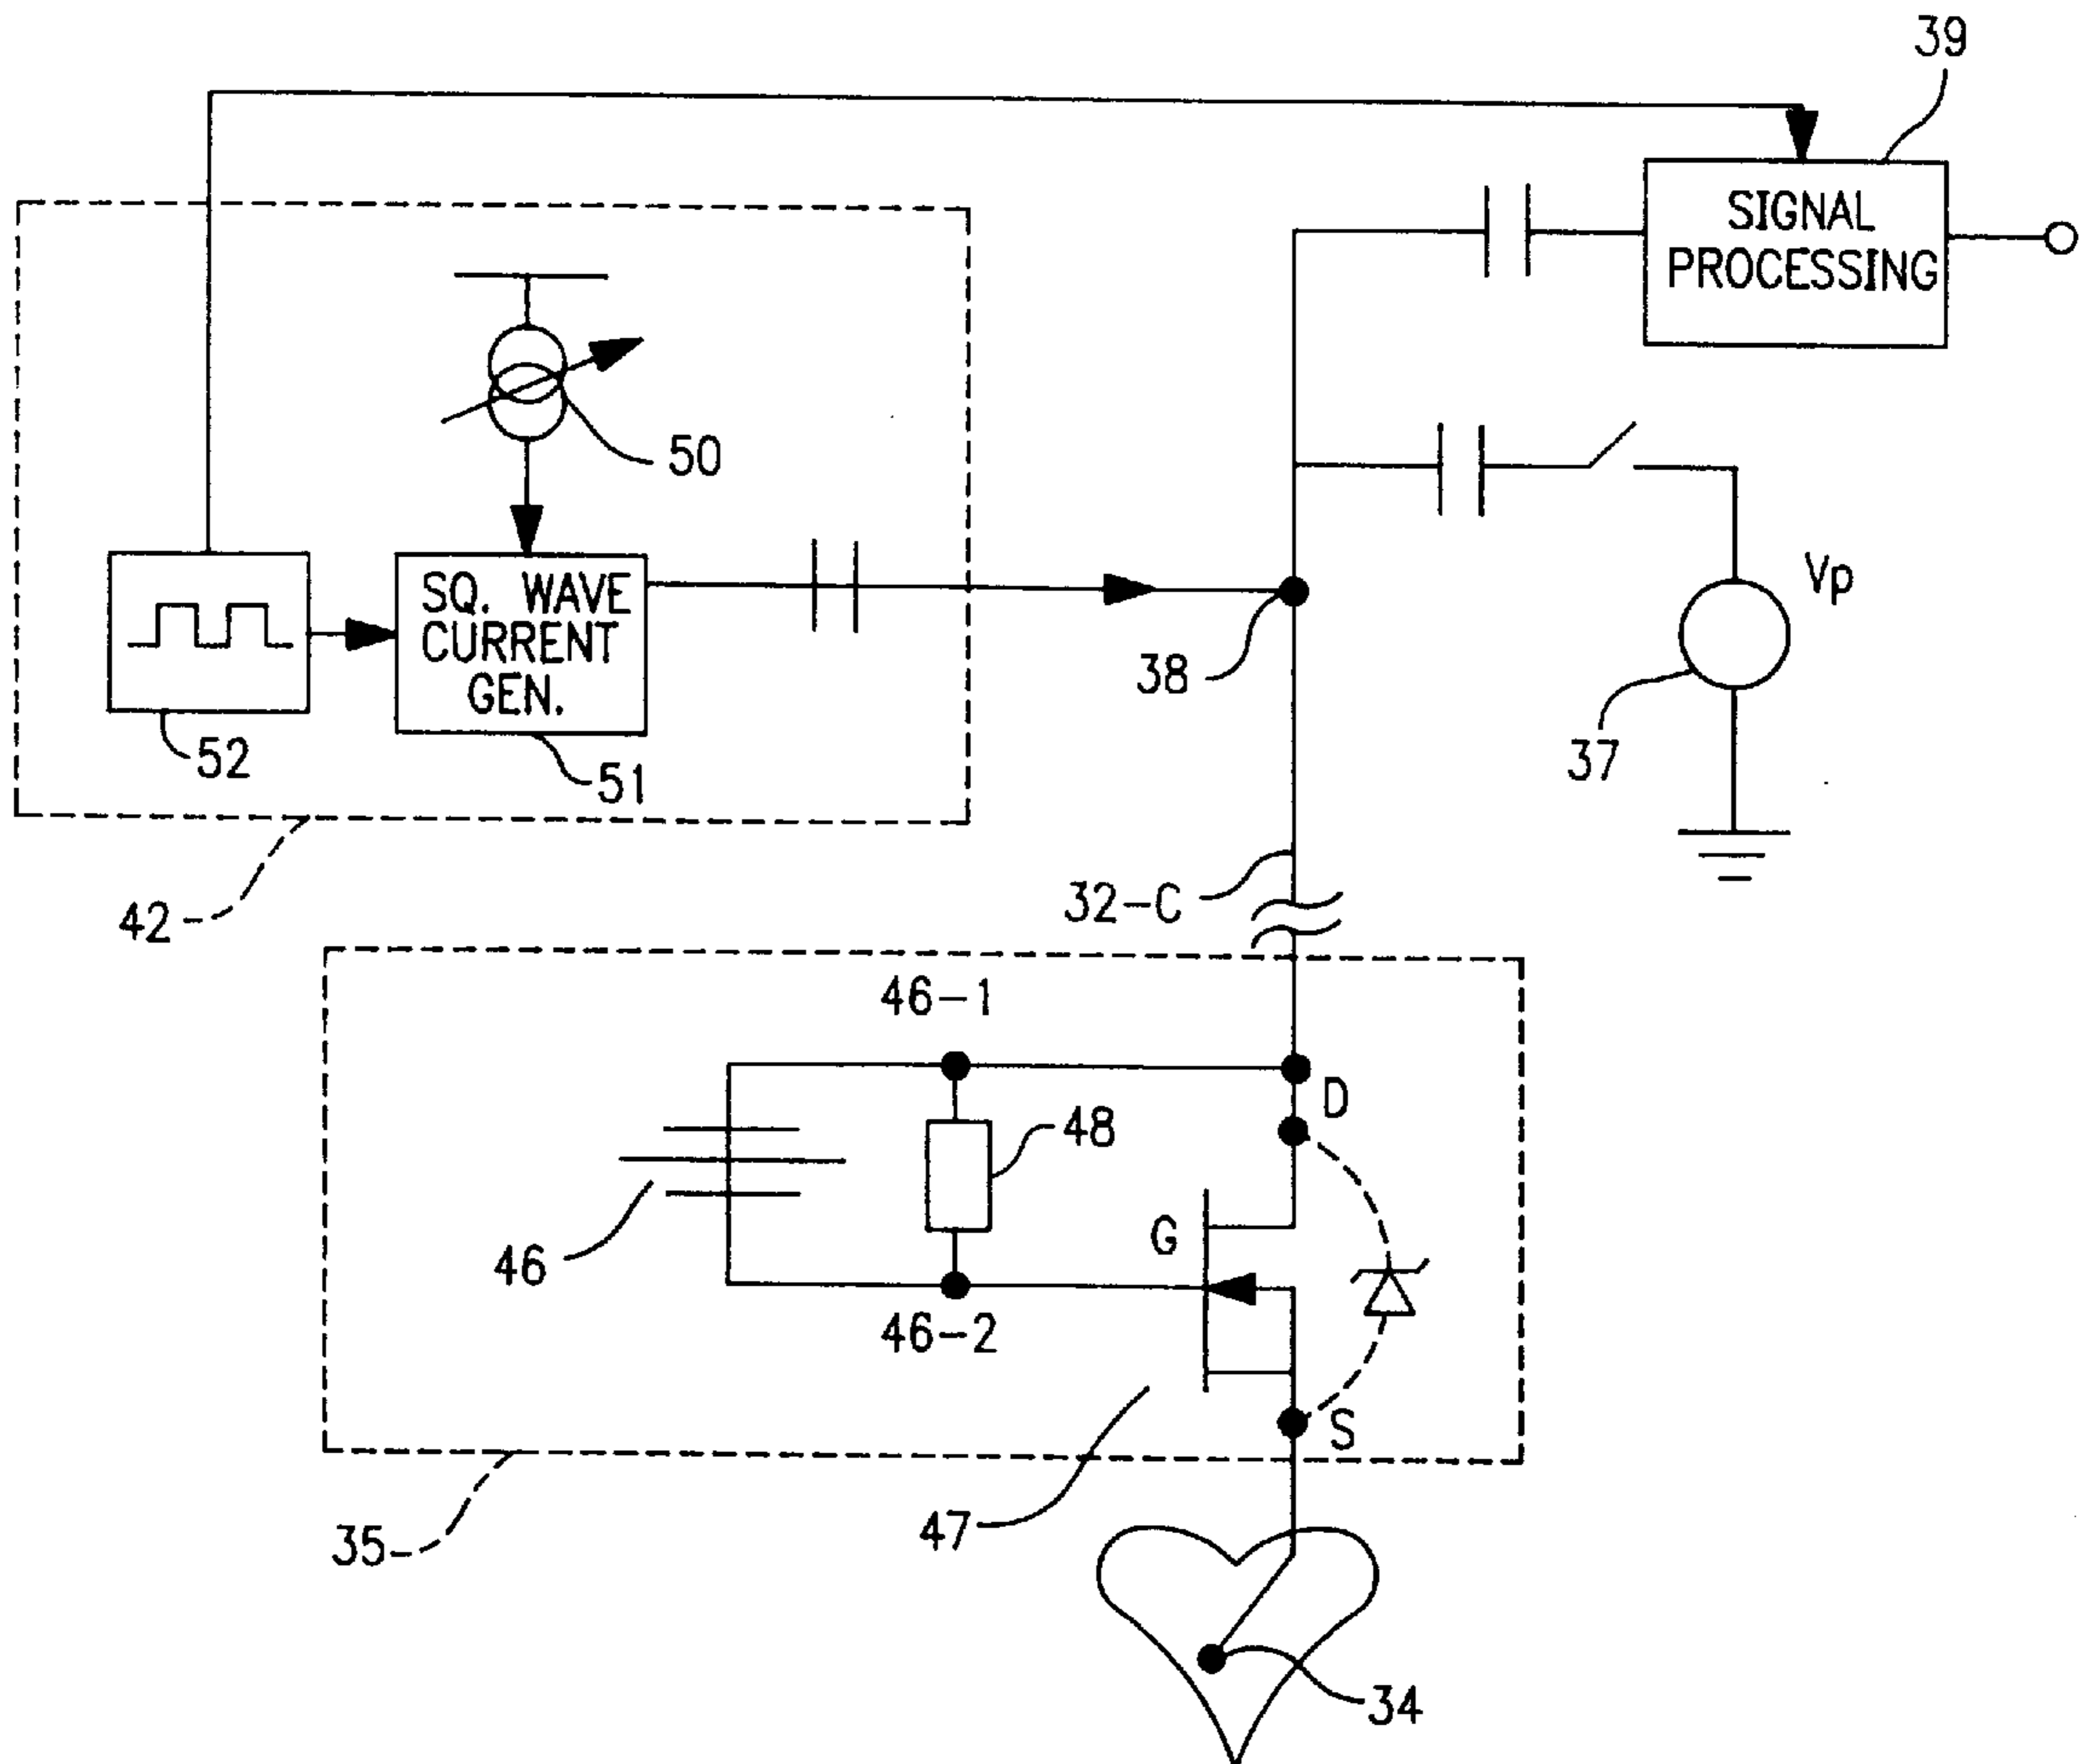 39
SIGNAL
PROCESSING
50
SQ. WAVE
CURRENT
GEN.
Vp
38
37
52
51
32-C
42
46-1
D
48
G
46
46-2
S
47
35
34